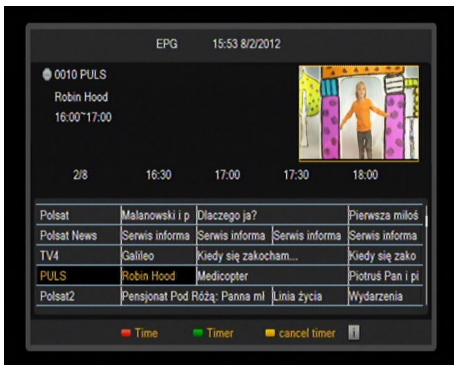 EPG 15:53 8/2/2012
0010 PULS
Robin Hood
16:00~17:00
2/8 16:30 17:00 17:30 18:00
Polsat Malanowski i p Dlaczego ja? Pierwsza miłoś
Polsat News Serwis informa Serwis informa Serwis informa Serwis informa
TV4 Galileo Kiedy się zakocham... Kiedy się zako
PULS Robin Hood Medicopter Piotruś Pan i pi
Polsat2 Pensjonat Pod Różą: Panna mł Linia życia Wydarzenia
Time Timer cancel timer i